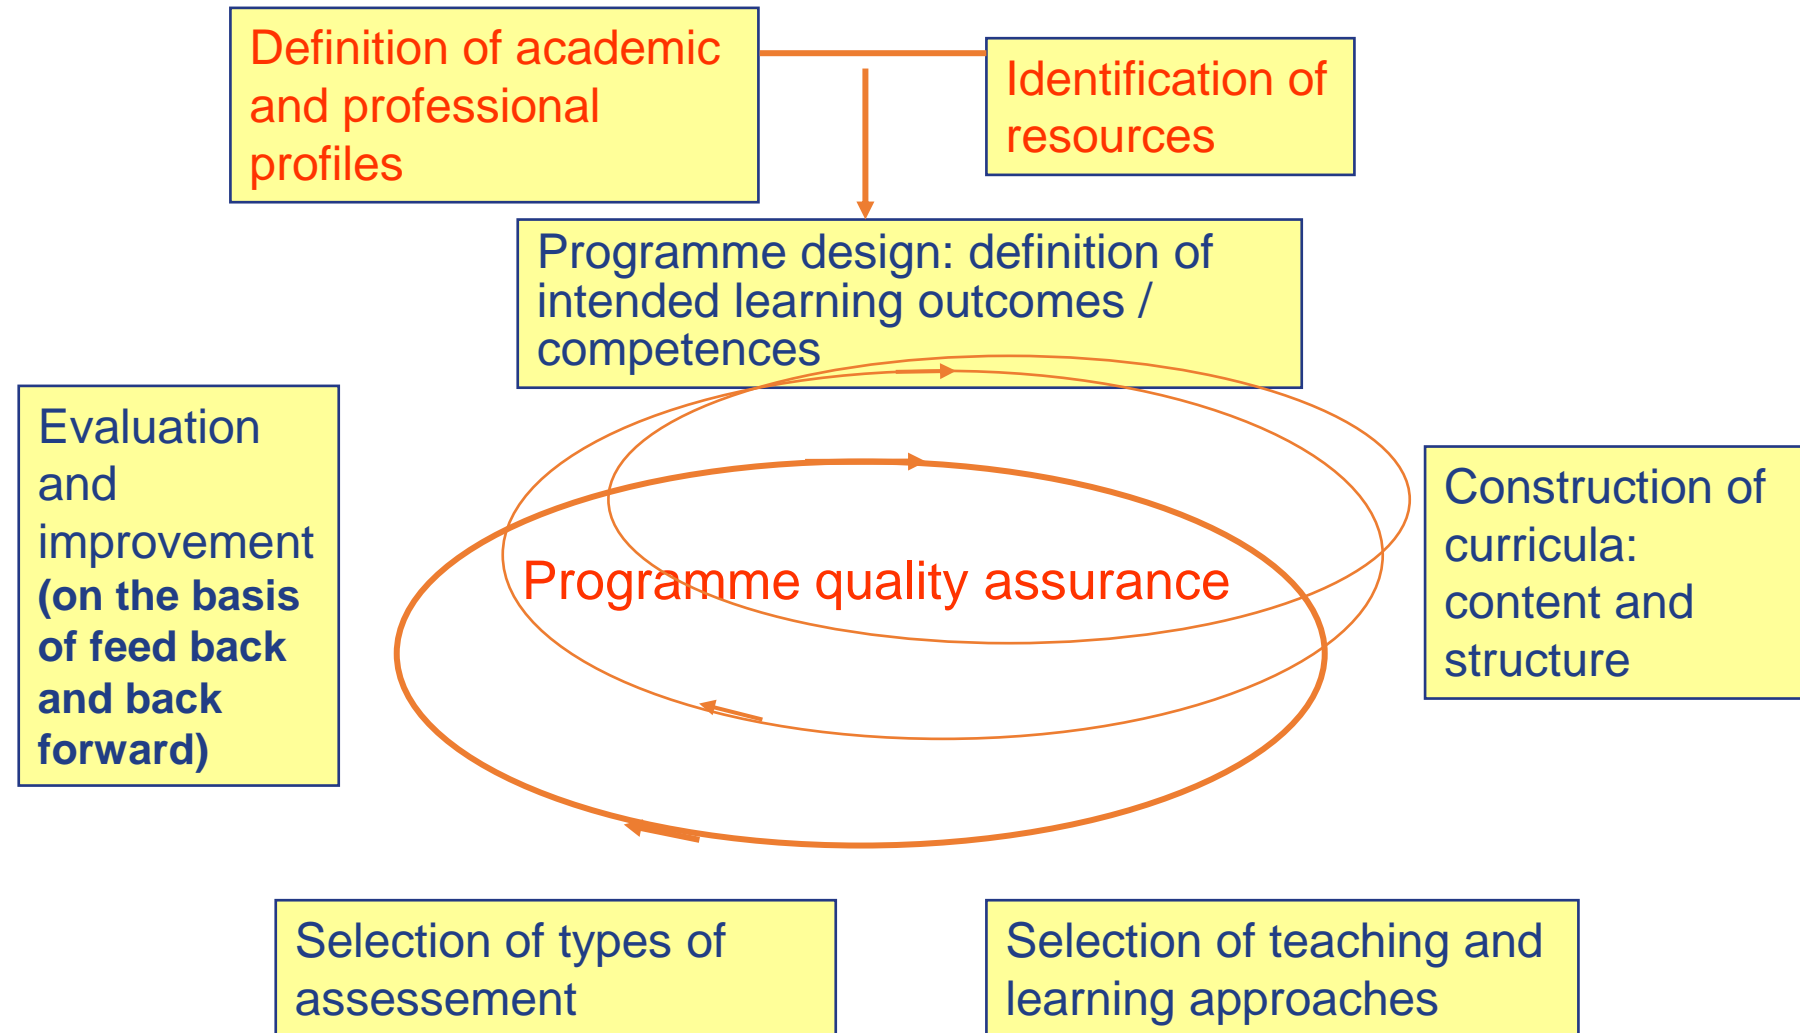 Definition of academic
and professional
profiles
Identification of
resources
Programme design: definition of
intended learning outcomes /
competences
Evaluation
and
improvement
(on the basis
of feed back
and back
forward)
Programme quality assurance
Construction of
curricula:
content and
structure
Selection of types of
assessement
Selection of teaching and
learning approaches